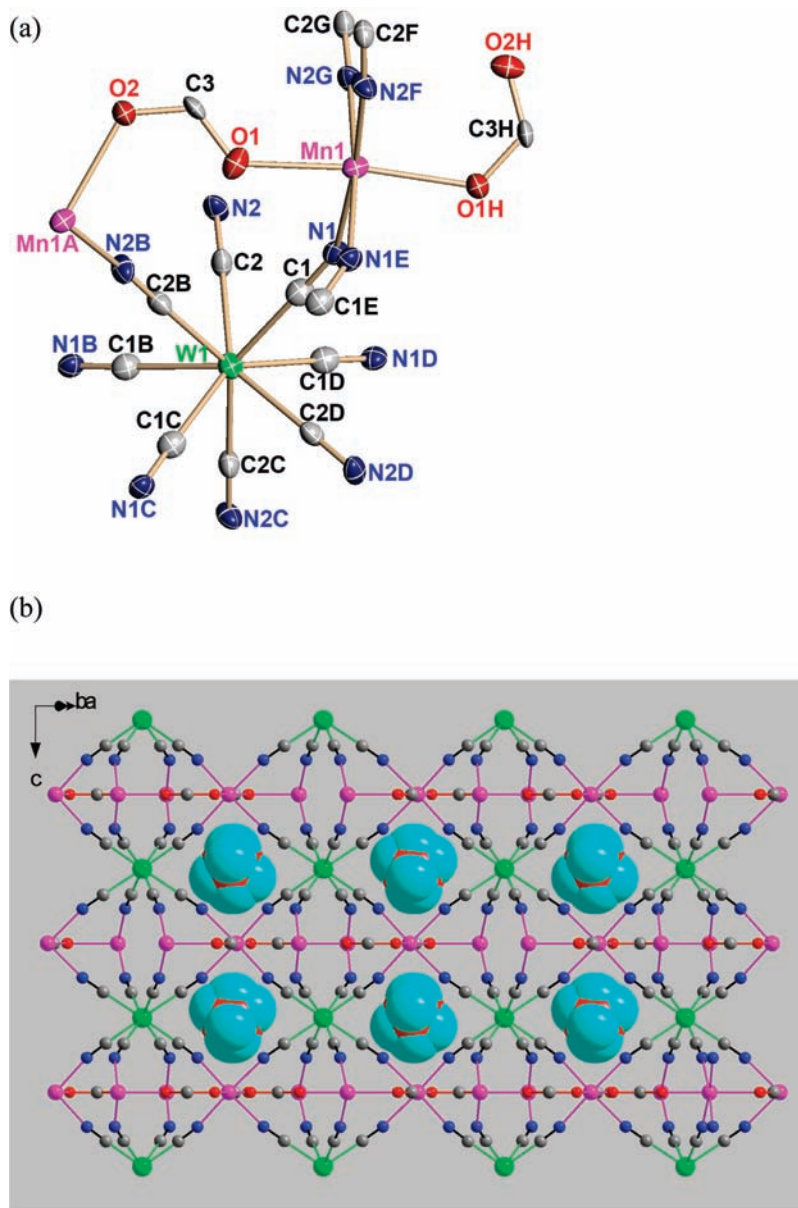 (a)
C2G
C2F
O2H
N2G
N2F
O2
C3
C3H
O1
Mn1
O1H
N2
N1
N1E
Mn1A
N2B
C2
C1
C1E
C2B
N1B
C1B
W1
C1D
N1D
C1C
C2D
N1C
C2C
N2D
N2C
(b)
ba
c